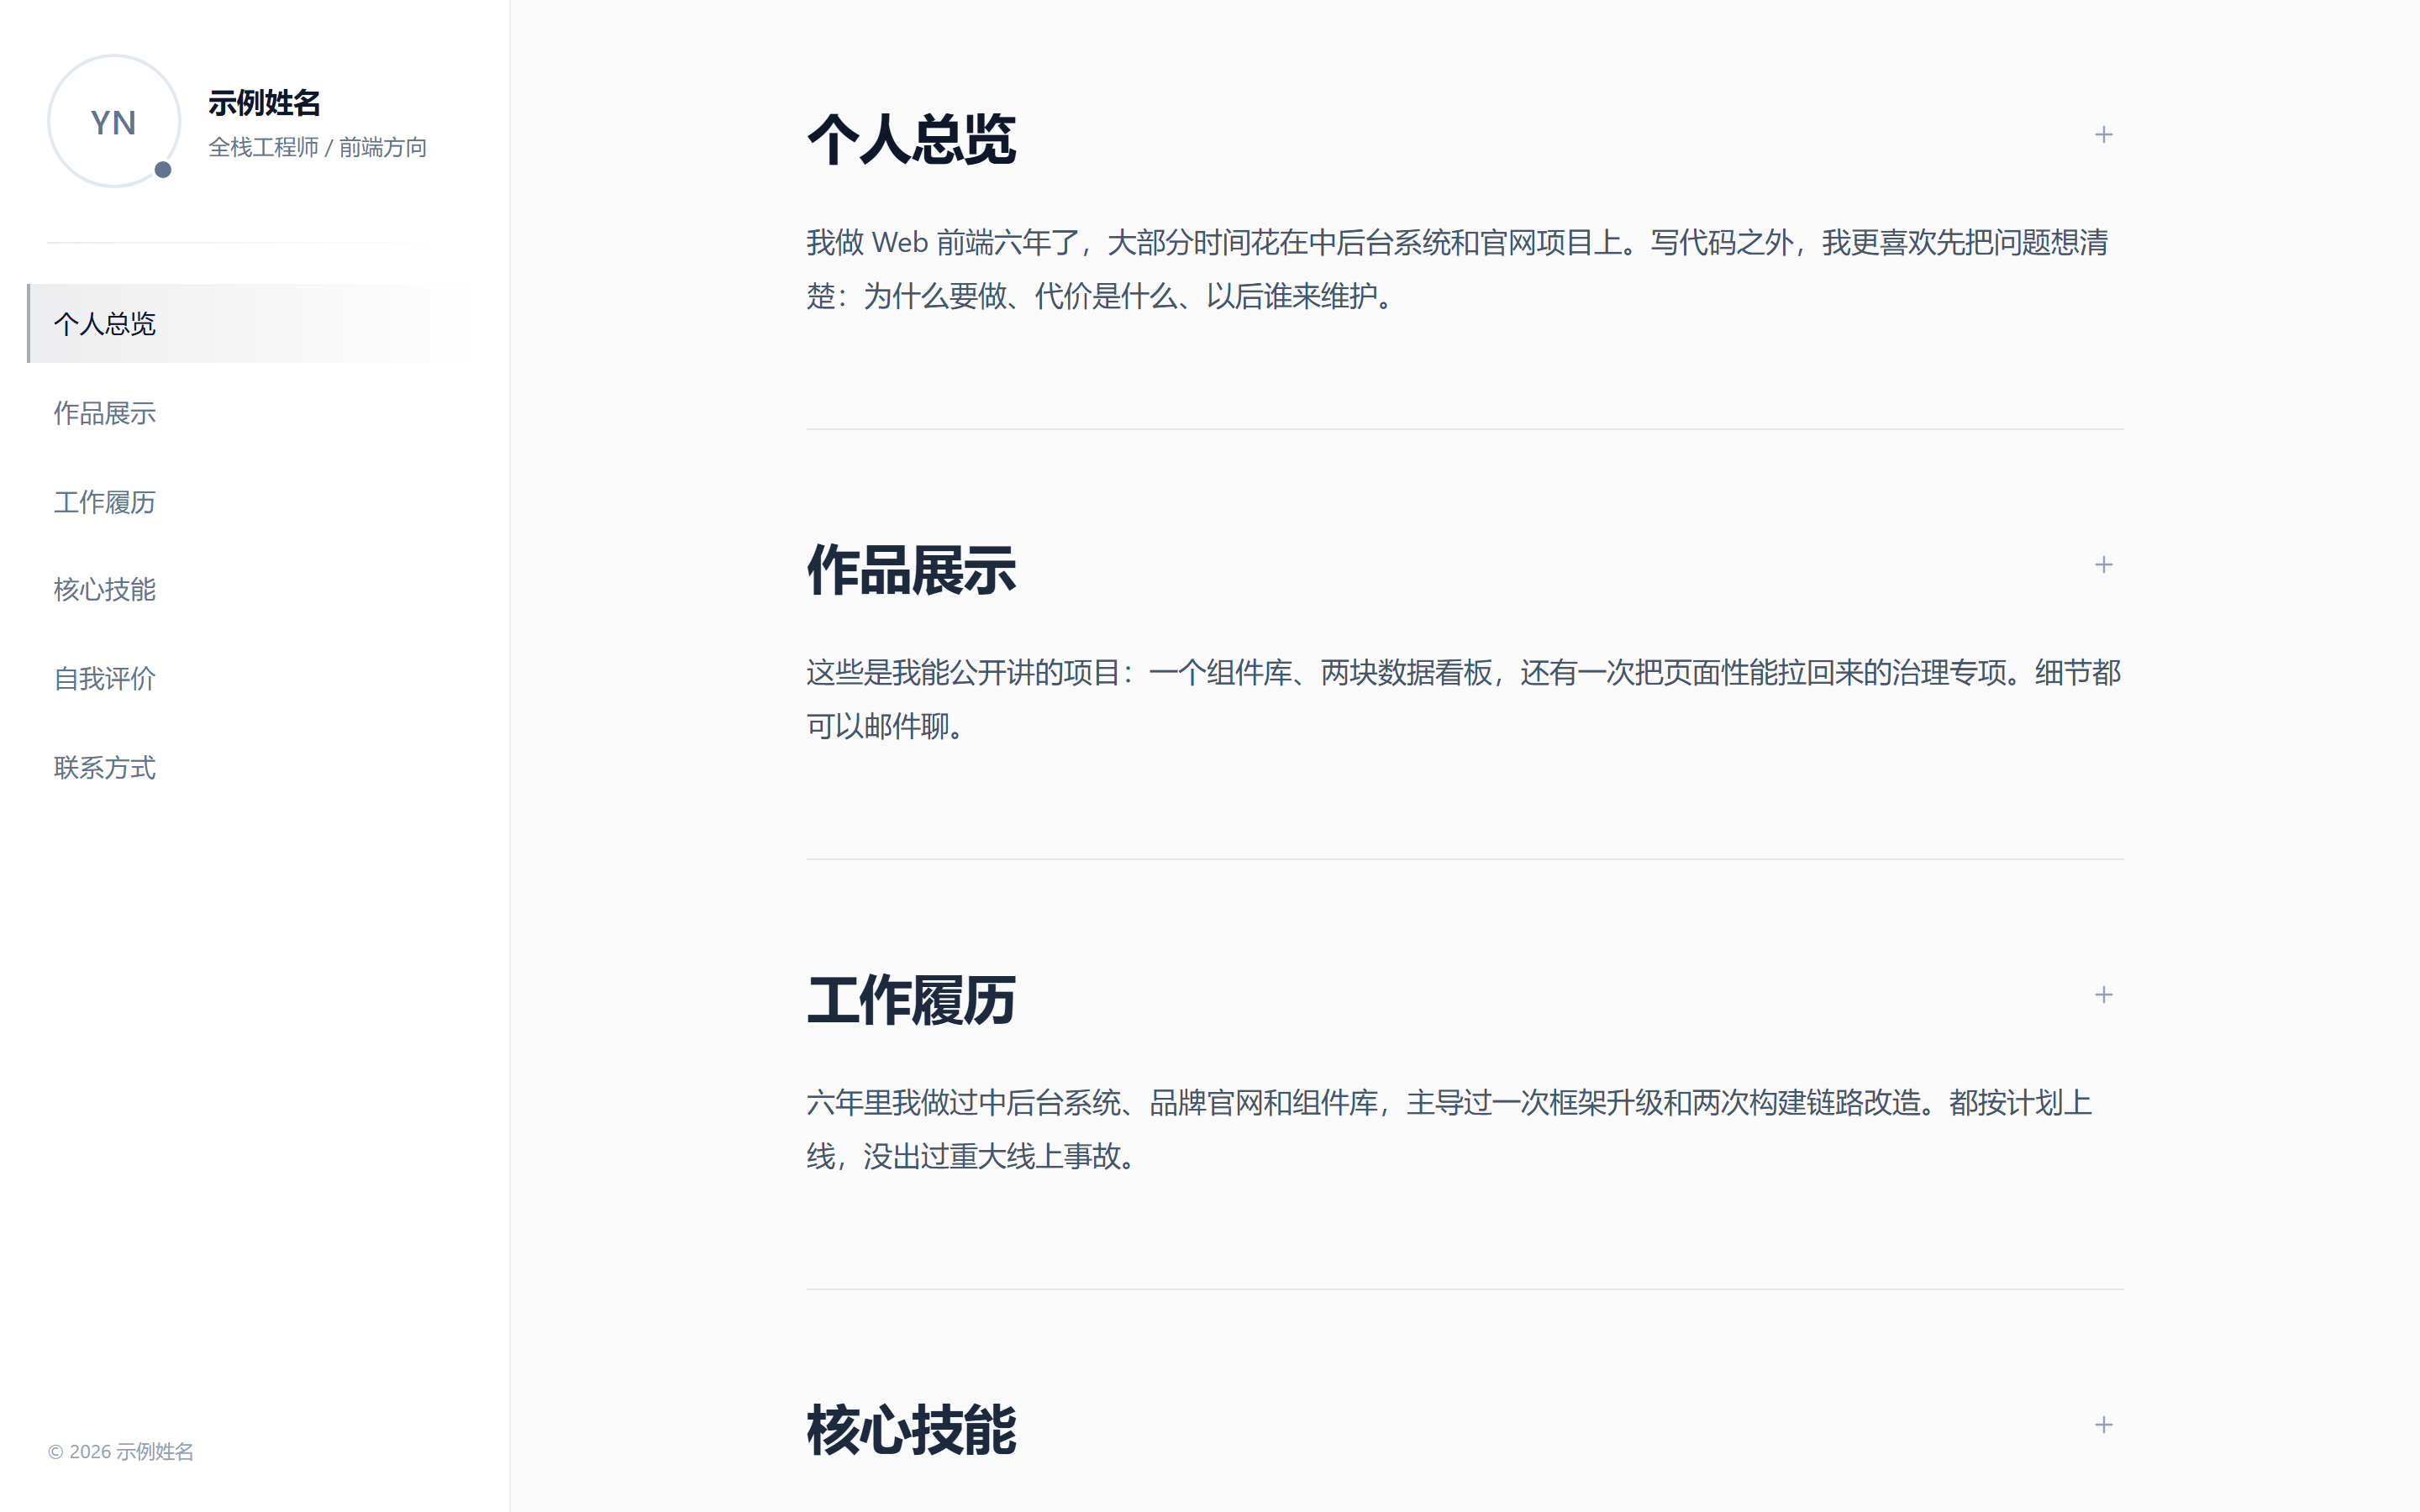 YN
示例姓名
全栈工程师 / 前端方向
个人总览
作品展示
工作履历
核心技能
自我评价
联系方式
© 2026 示例姓名
个人总览
+
我做 Web 前端六年了，大部分时间花在中后台系统和官网项目上。写代码之外，我更喜欢先把问题想清
楚：为什么要做、代价是什么、以后谁来维护。
作品展示
+
这些是我能公开讲的项目：一个组件库、两块数据看板，还有一次把页面性能拉回来的治理专项。细节都
可以邮件聊。
工作履历
+
六年里我做过中后台系统、品牌官网和组件库，主导过一次框架升级和两次构建链路改造。都按计划上
线，没出过重大线上事故。
核心技能
+